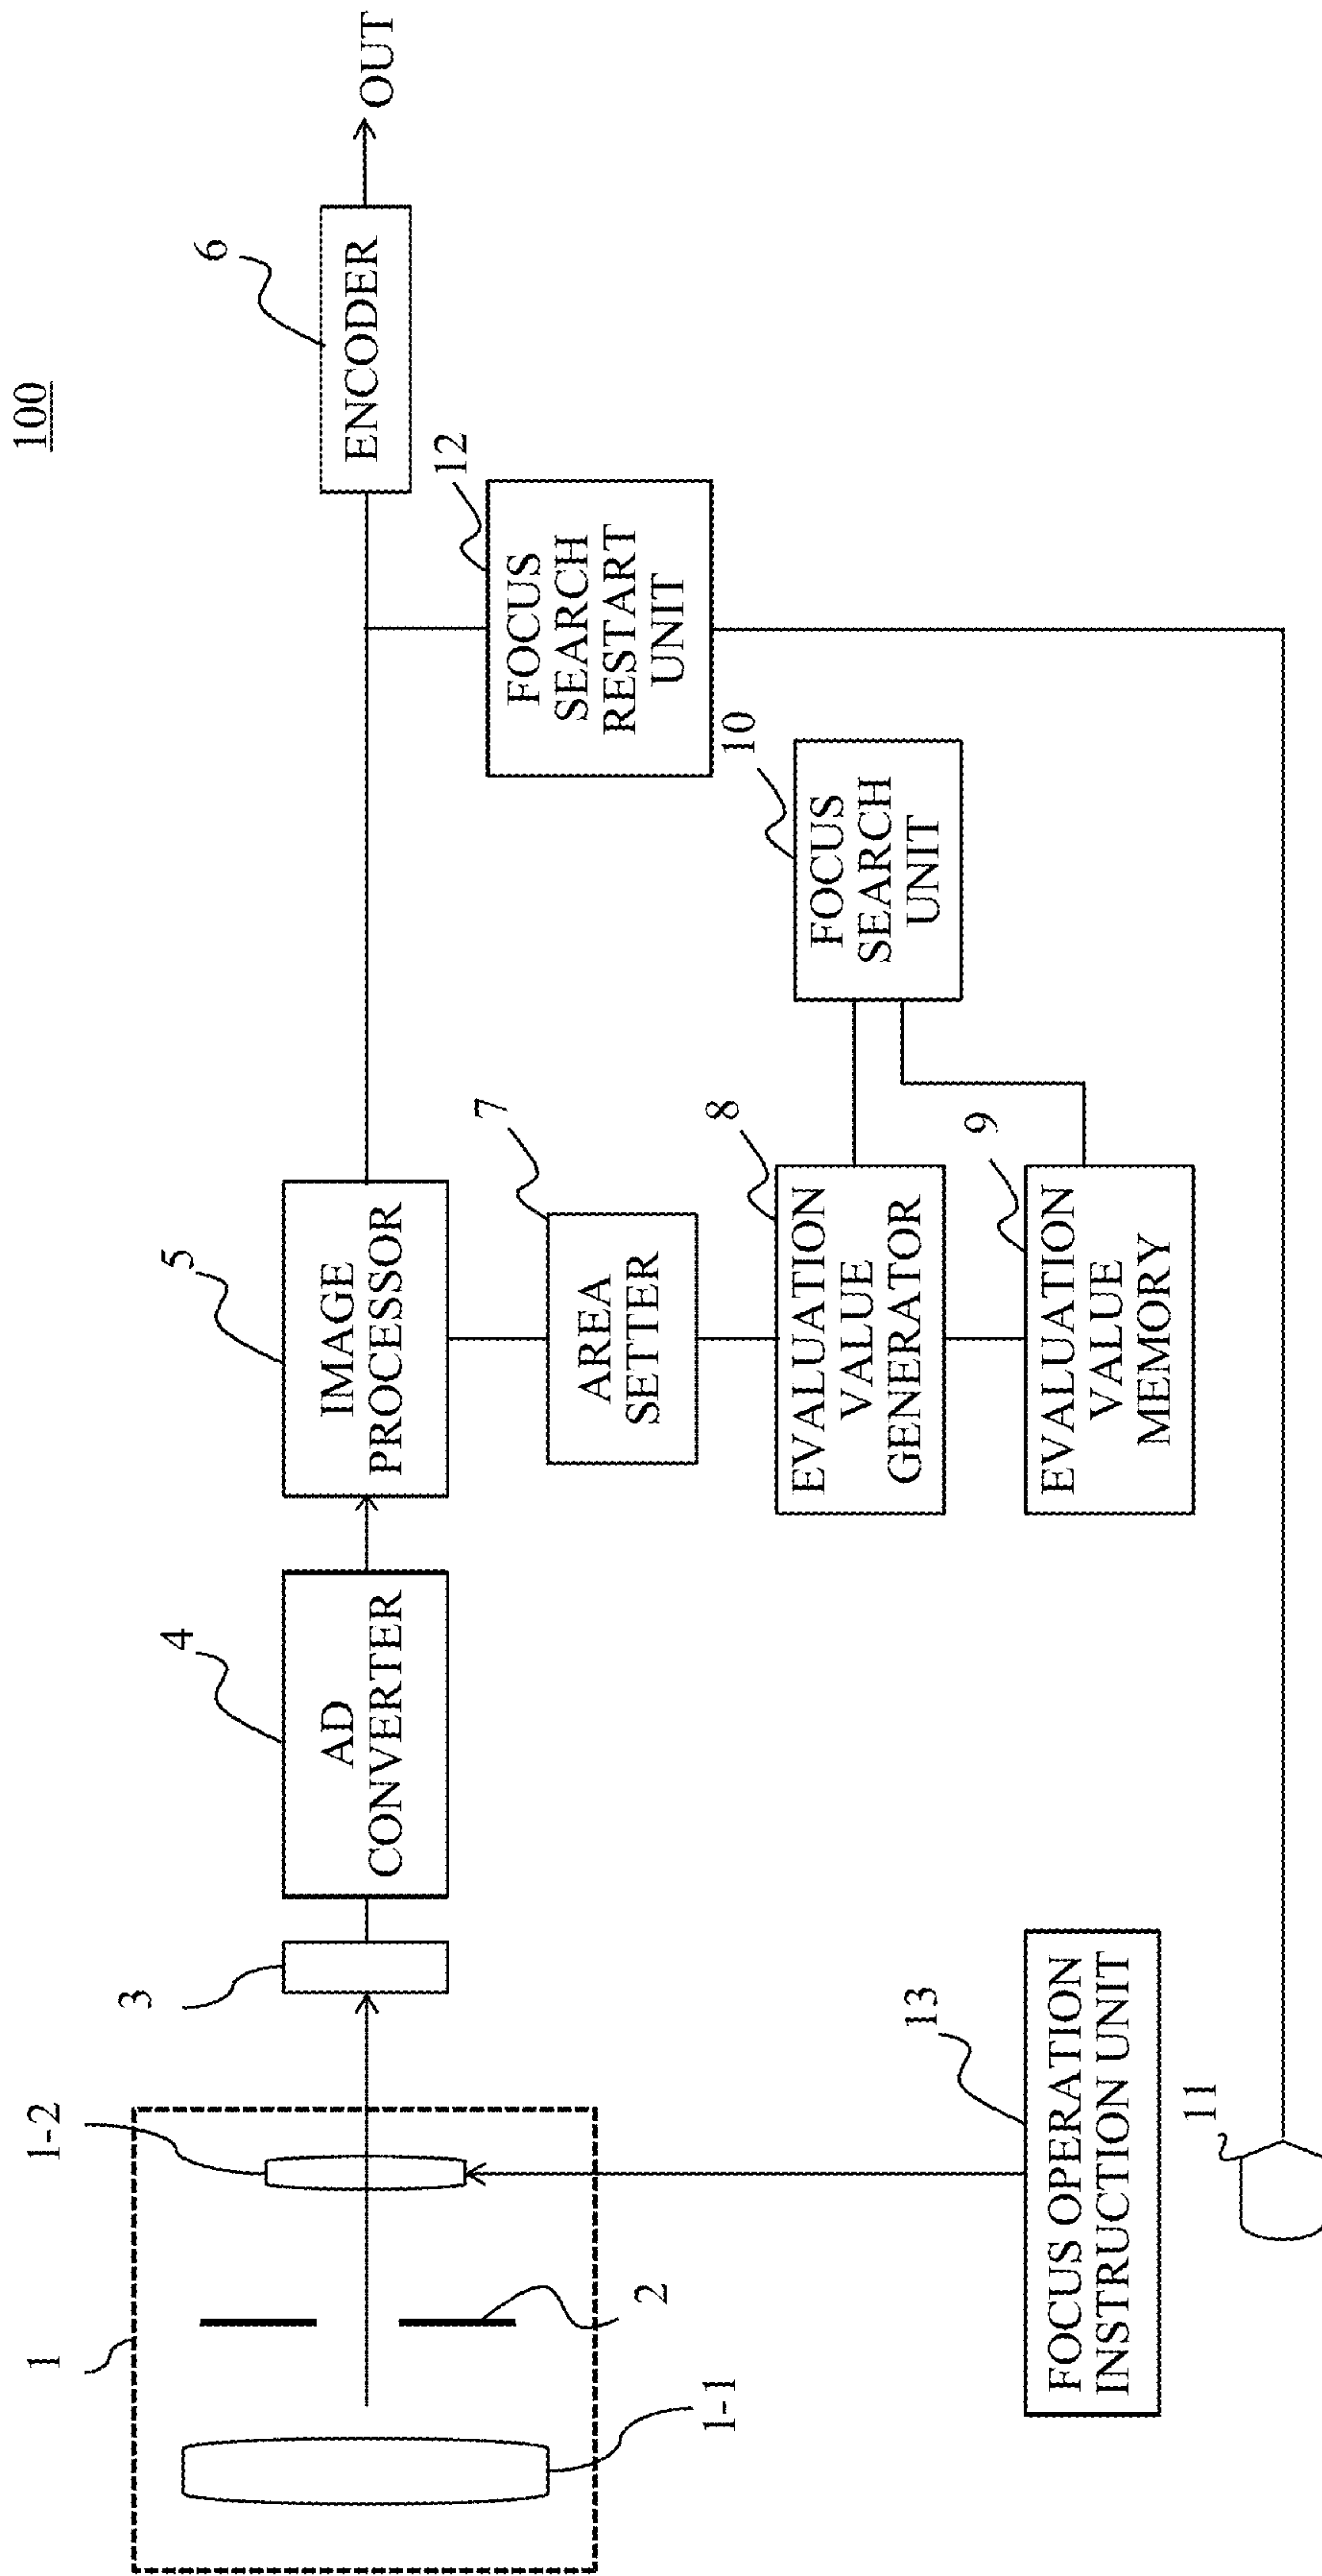 100
1
1-2
1-1
2
3
4
AD
CONVERTER
5
IMAGE
PROCESSOR
6
ENCODER
OUT
7
AREA
SETTER
8
EVALUATION
VALUE
GENERATOR
9
EVALUATION
VALUE
MEMORY
10
FOCUS
SEARCH
UNIT
12
FOCUS
SEARCH
RESTART
UNIT
13
FOCUS OPERATION
INSTRUCTION UNIT
11